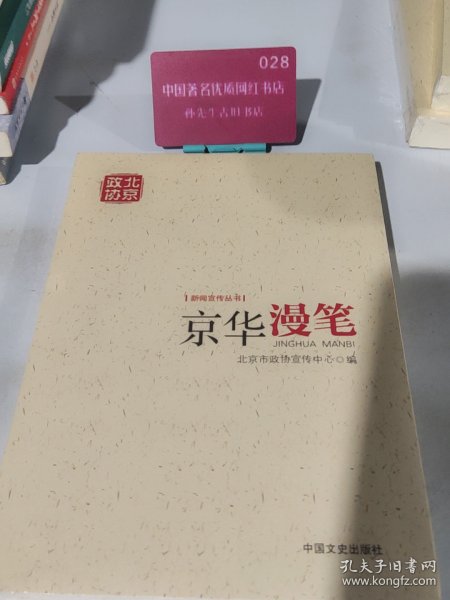 028
中国著名优质网红书店
孙先生古旧书店
北京
政协
新闻宣传丛书
京华漫笔
JINGHUA MANBI
北京市政协宣传中心◎编
中国文史出版社
孔夫子旧书网
www.kongfz.com